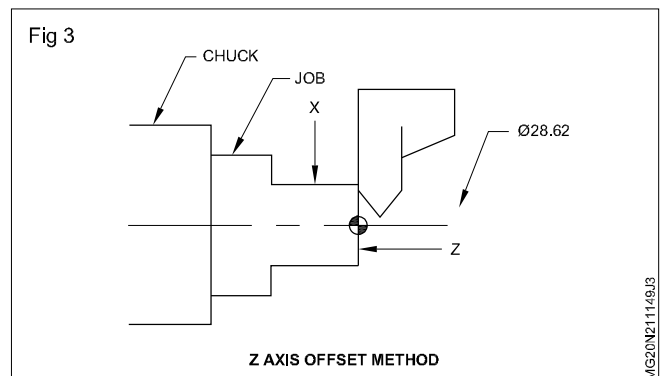 Fig 3
CHUCK
JOB
X
Ø28.62
Z
Z AXIS OFFSET METHOD
MG20N211149J3